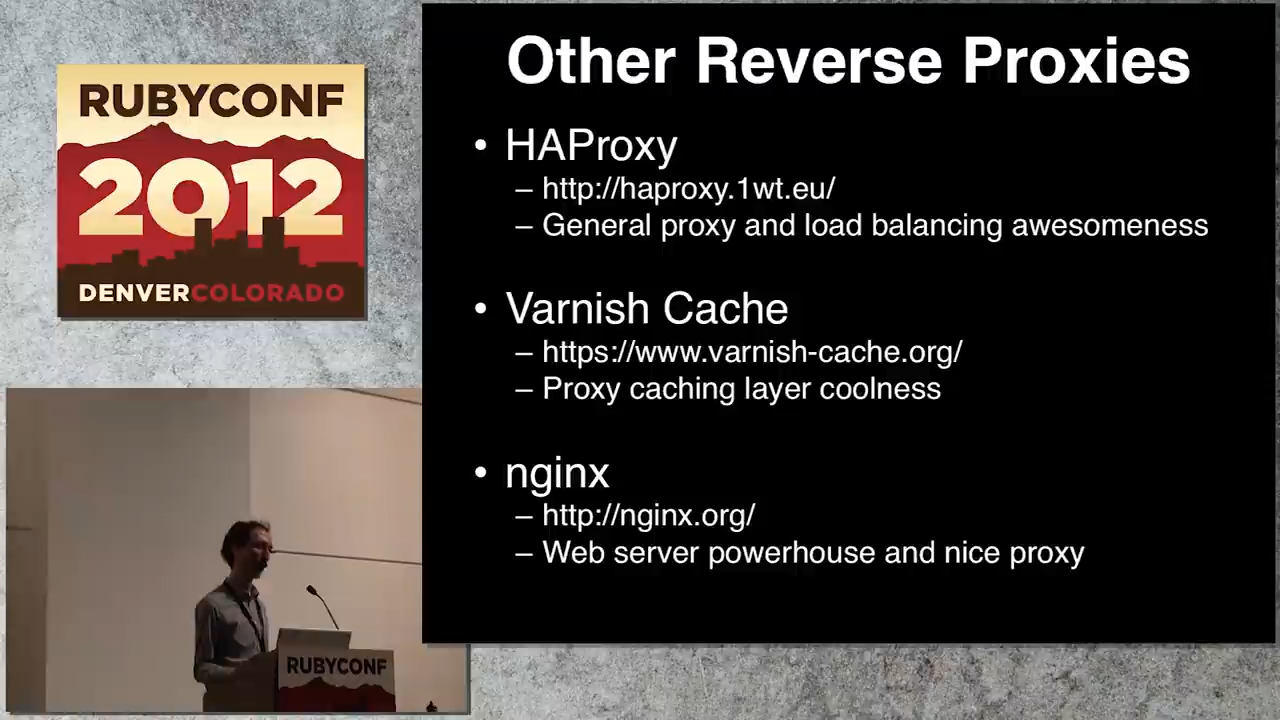 RUBYCONF
2012
DENVERCOLORADO
Other Reverse Proxies
• HAProxy
– http://haproxy.1wt.eu/
– General proxy and load balancing awesomeness
• Varnish Cache
– https://www.varnish-cache.org/
– Proxy caching layer coolness
• nginx
– http://nginx.org/
– Web server powerhouse and nice proxy
RUBYCONF